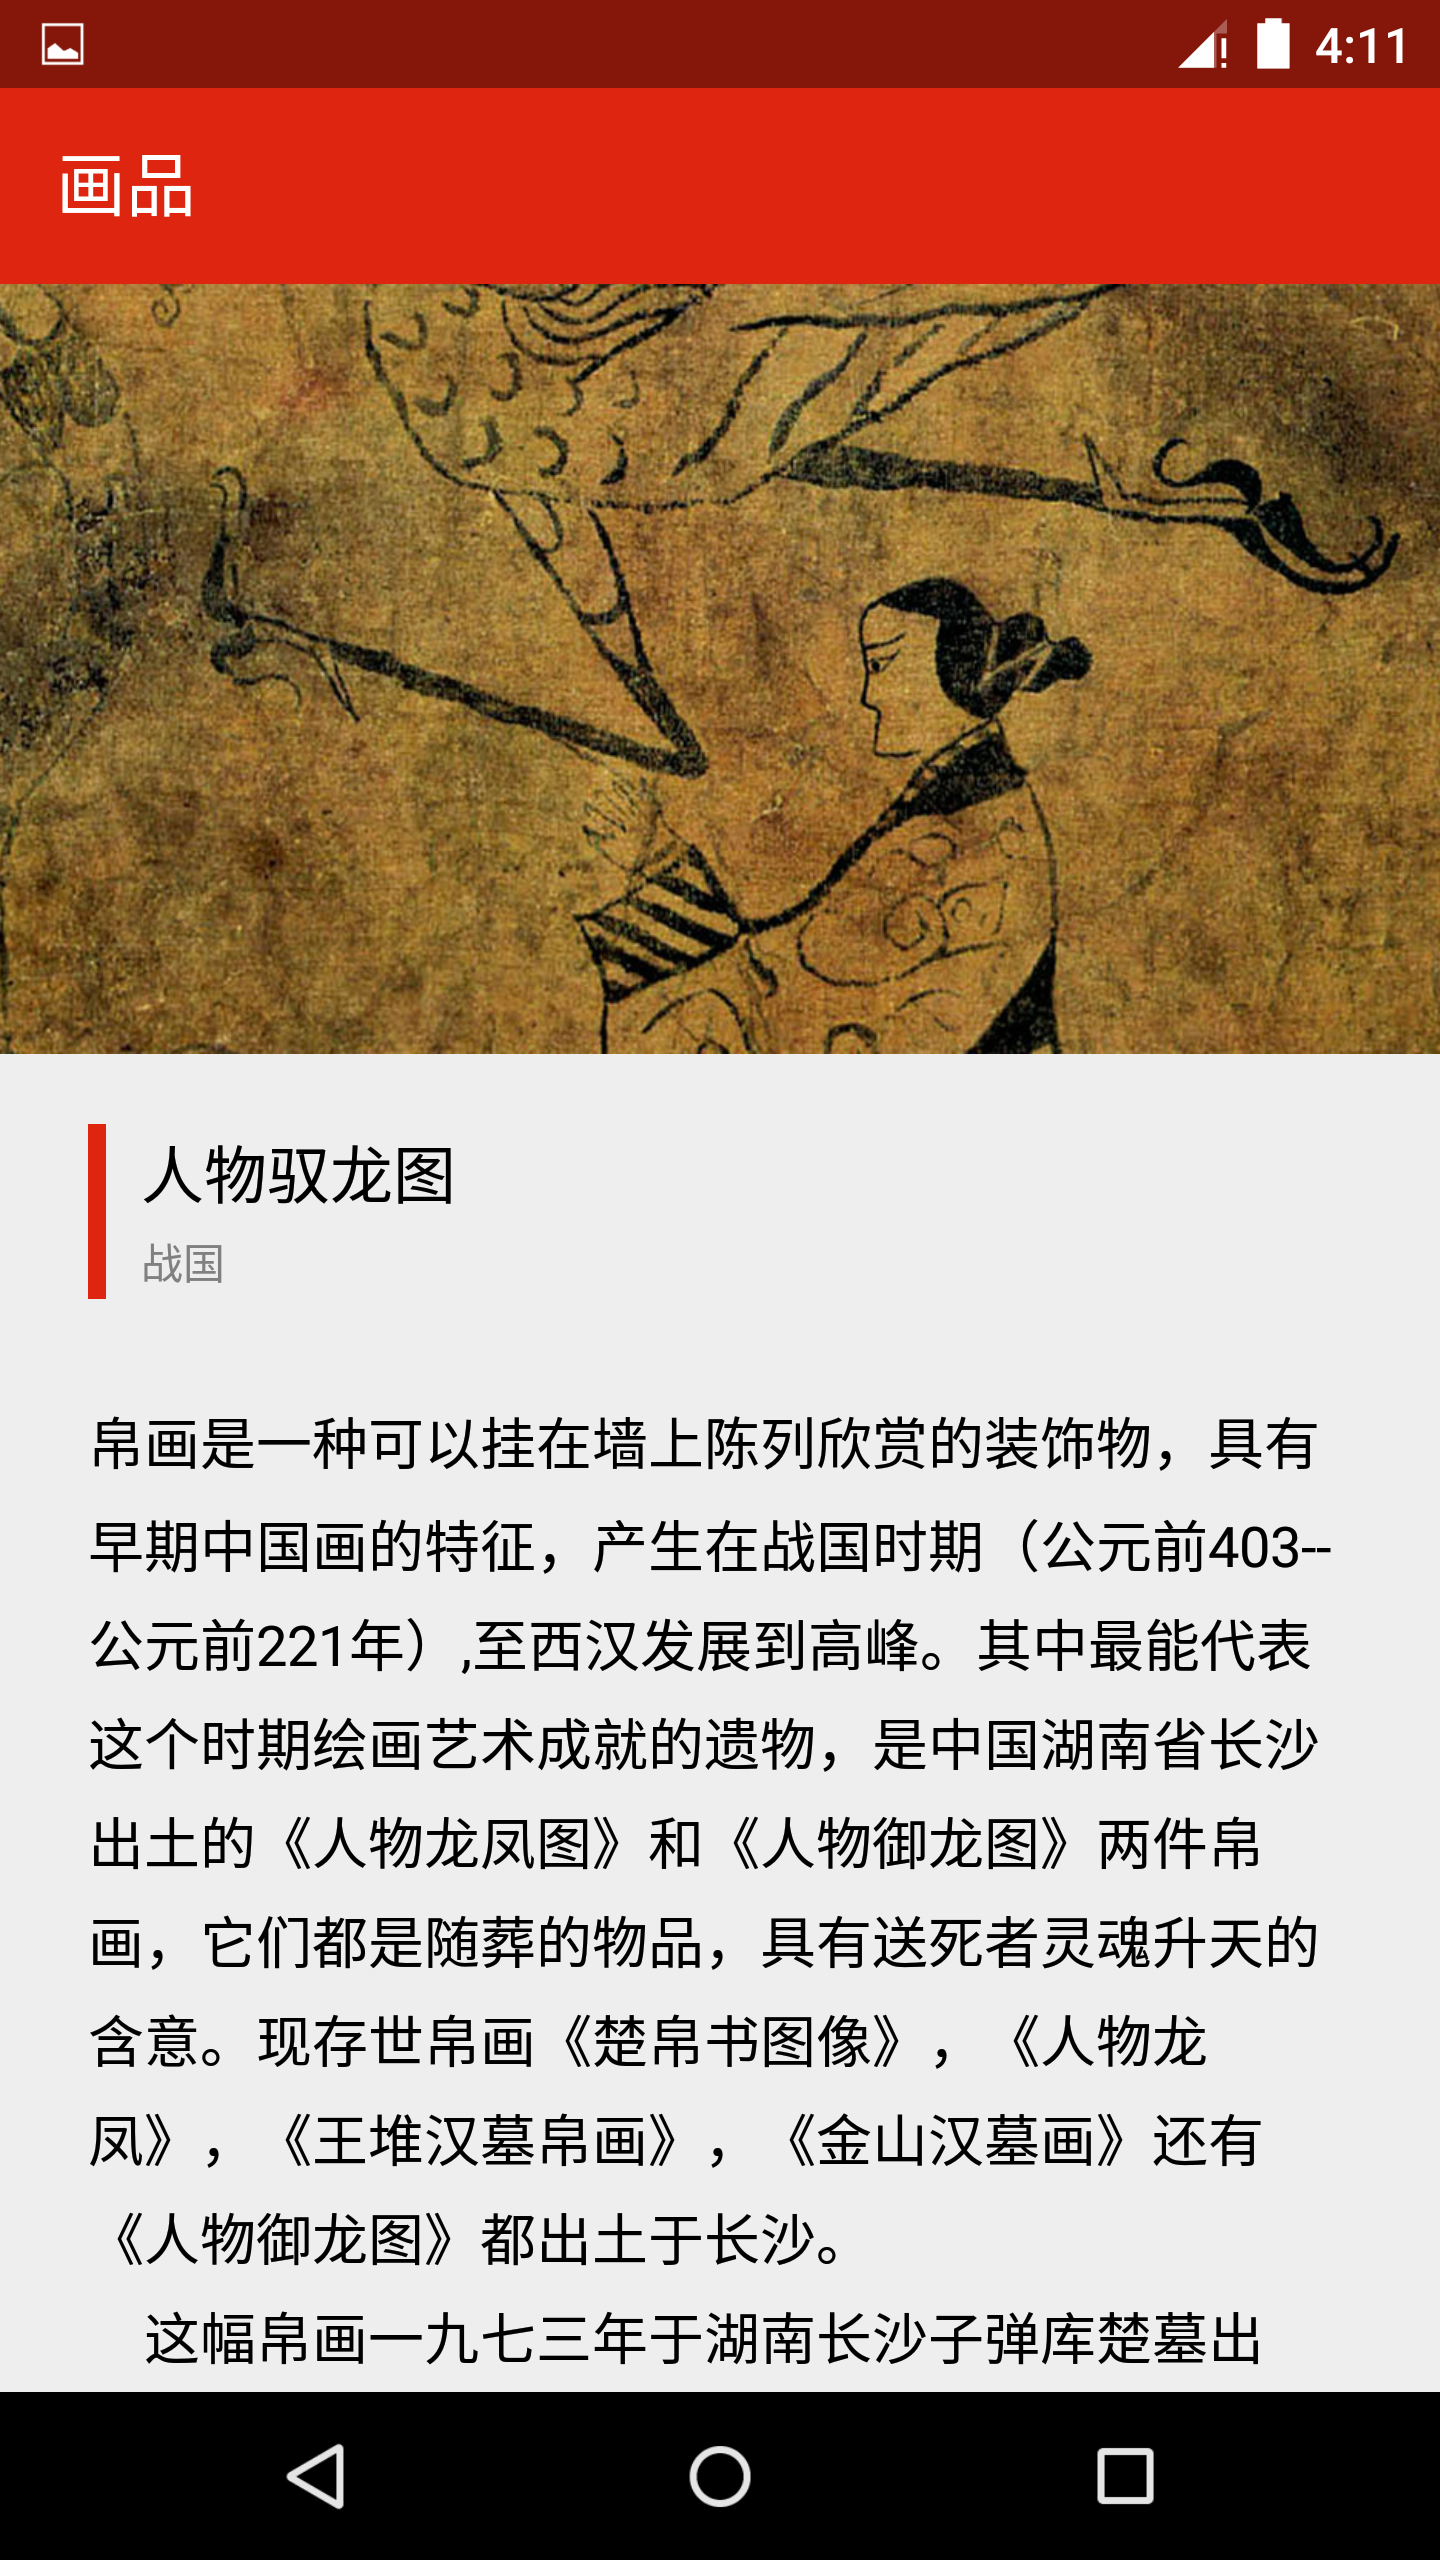 4:11
画品
人物驭龙图
战国
帛画是一种可以挂在墙上陈列欣赏的装饰物，具有
早期中国画的特征，产生在战国时期（公元前403--
公元前221年）,至西汉发展到高峰。其中最能代表
这个时期绘画艺术成就的遗物，是中国湖南省长沙
出土的《人物龙凤图》和《人物御龙图》两件帛
画，它们都是随葬的物品，具有送死者灵魂升天的
含意。现存世帛画《楚帛书图像》，《人物龙
凤》，《王堆汉墓帛画》，《金山汉墓画》还有
《人物御龙图》都出土于长沙。
这幅帛画一九七三年于湖南长沙子弹库楚墓出